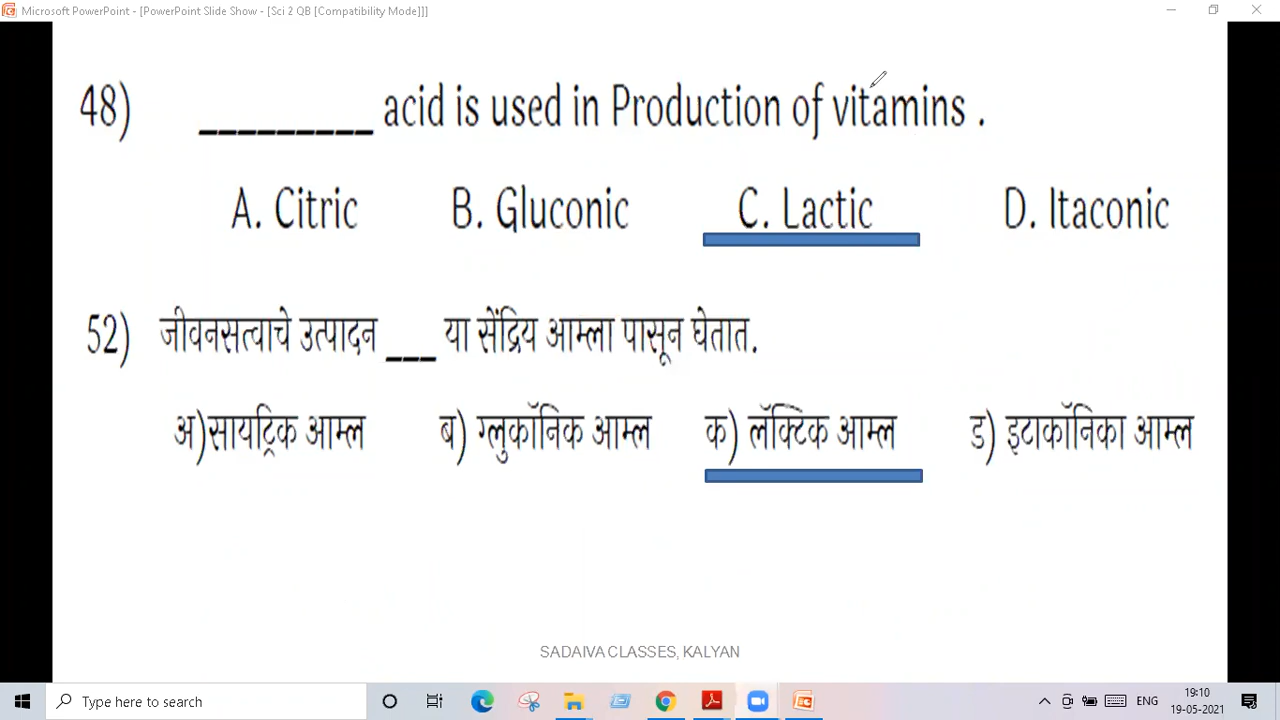 Microsoft PowerPoint - [PowerPoint Slide Show - [Sci 2 QB [Compatibility Mode]]]
48) _________ acid is used in Production of vitamins .
A. Citric B. Gluconic C. Lactic D. Itaconic
52) जीवनसत्वाचे उत्पादन ___ या सेंद्रिय आम्ला पासून घेतात.
अ)सायट्रिक आम्ल ब) ग्लुकॉनिक आम्ल क) लॅक्टिक आम्ल ड) इटाकॉनिका आम्ल
SADAIVA CLASSES, KALYAN
Type here to search
ENG
19:10
19-05-2021